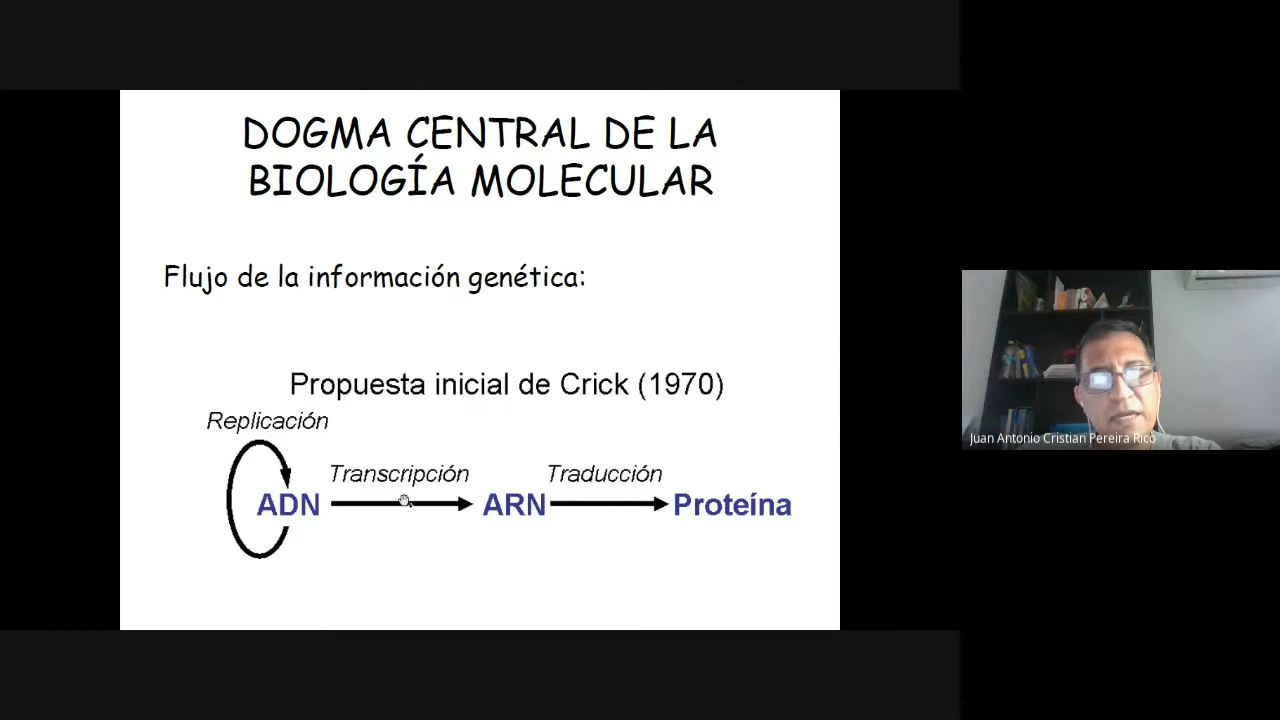 DOGMA CENTRAL DE LA
BIOLOGÍA MOLECULAR
Flujo de la información genética:
Propuesta inicial de Crick (1970)
Replicación
Transcripción
Traducción
ADN
ARN
Proteína
Juan Antonio Cristian Pereira Rico